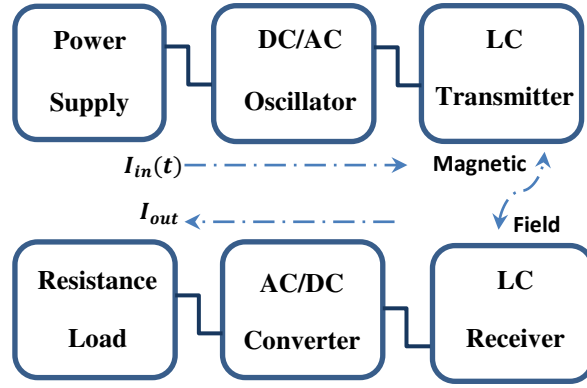 Power
Supply
DC/AC
Oscillator
LC
Transmitter
I_in(t)
Magnetic
I_out
Field
Resistance
Load
AC/DC
Converter
LC
Receiver